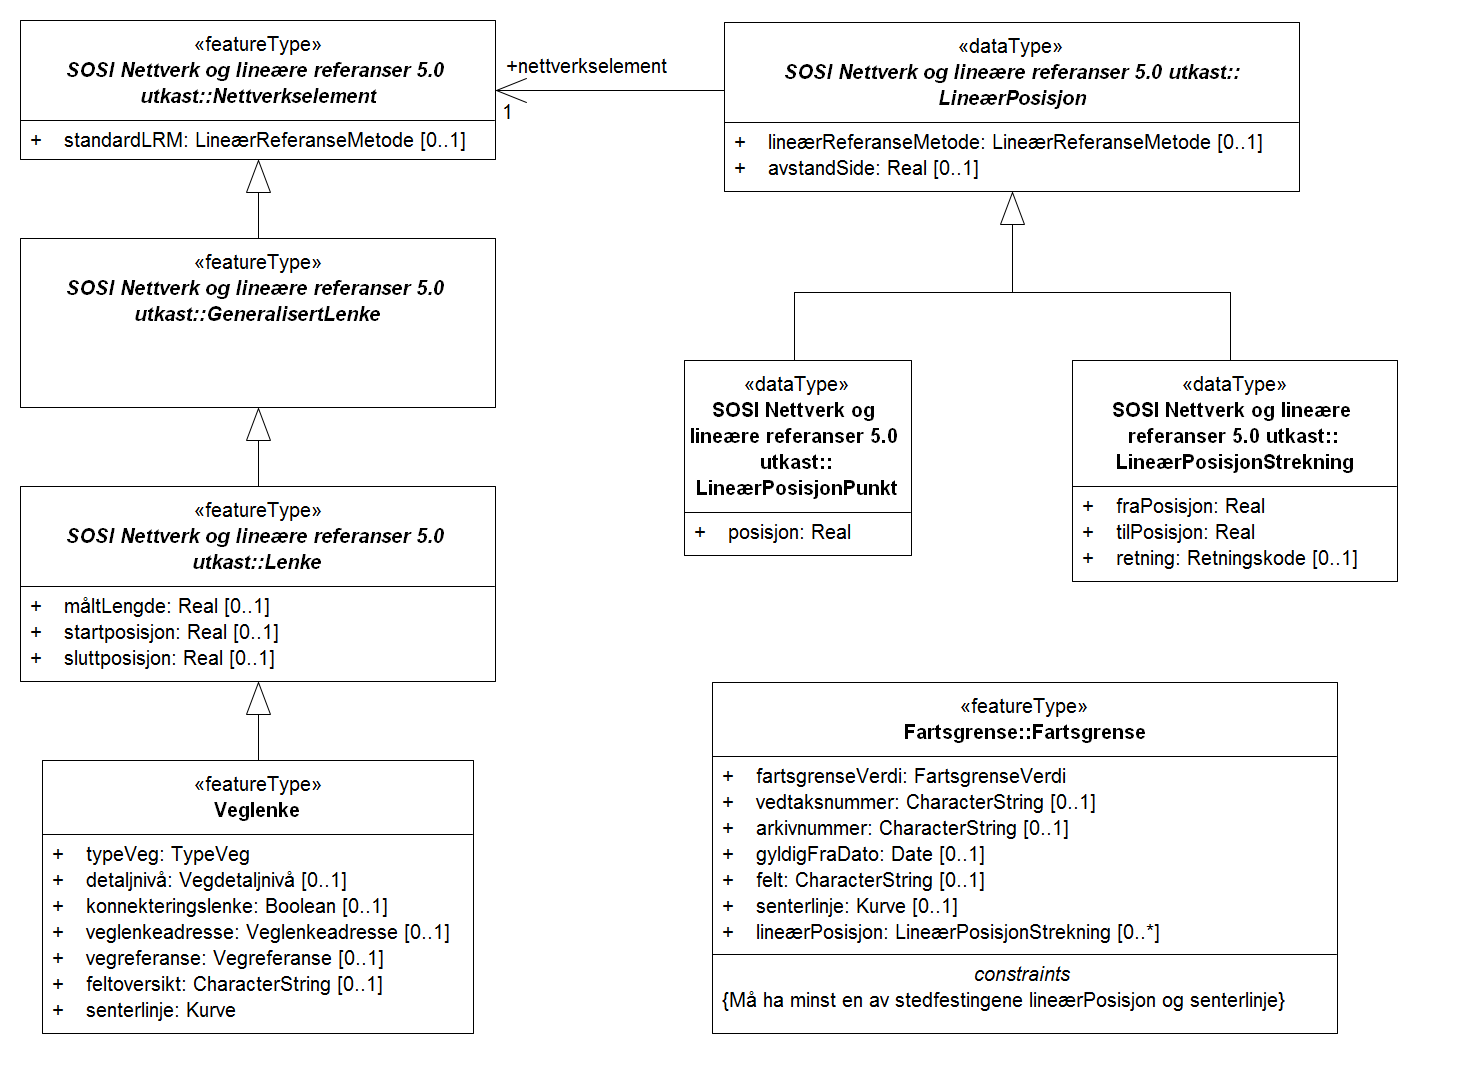 «featureType»
SOSI Nettverk og lineære referanser 5.0
utkast::Nettverkselement
+ standardLRM: LineærReferanseMetode [0..1]
+nettverkselement
1
«dataType»
SOSI Nettverk og lineære referanser 5.0 utkast::
LineærPosisjon
+ lineærReferanseMetode: LineærReferanseMetode [0..1]
+ avstandSide: Real [0..1]
«featureType»
SOSI Nettverk og lineære referanser 5.0
utkast::GeneralisertLenke
«dataType»
SOSI Nettverk og
lineære referanser 5.0
utkast::
LineærPosisjonPunkt
+ posisjon: Real
«dataType»
SOSI Nettverk og lineære
referanser 5.0 utkast::
LineærPosisjonStrekning
+ fraPosisjon: Real
+ tilPosisjon: Real
+ retning: Retningskode [0..1]
«featureType»
SOSI Nettverk og lineære referanser 5.0
utkast::Lenke
+ måltLengde: Real [0..1]
+ startposisjon: Real [0..1]
+ sluttposisjon: Real [0..1]
«featureType»
Veglenke
+ typeVeg: TypeVeg
+ detaljnivå: Vegdetaljnivå [0..1]
+ konnekteringslenke: Boolean [0..1]
+ veglenkeadresse: Veglenkeadresse [0..1]
+ vegreferanse: Vegreferanse [0..1]
+ feltoversikt: CharacterString [0..1]
+ senterlinje: Kurve
«featureType»
Fartsgrense::Fartsgrense
+ fartsgrenseVerdi: FartsgrenseVerdi
+ vedtaksnummer: CharacterString [0..1]
+ arkivnummer: CharacterString [0..1]
+ gyldigFraDato: Date [0..1]
+ felt: CharacterString [0..1]
+ senterlinje: Kurve [0..1]
+ lineærPosisjon: LineærPosisjonStrekning [0..*]
constraints
{Må ha minst en av stedfestingene lineærPosisjon og senterlinje}